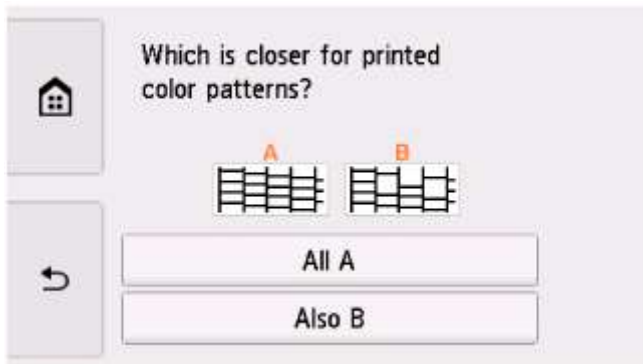 Which is closer for printed
color patterns?
A B
All A
Also B